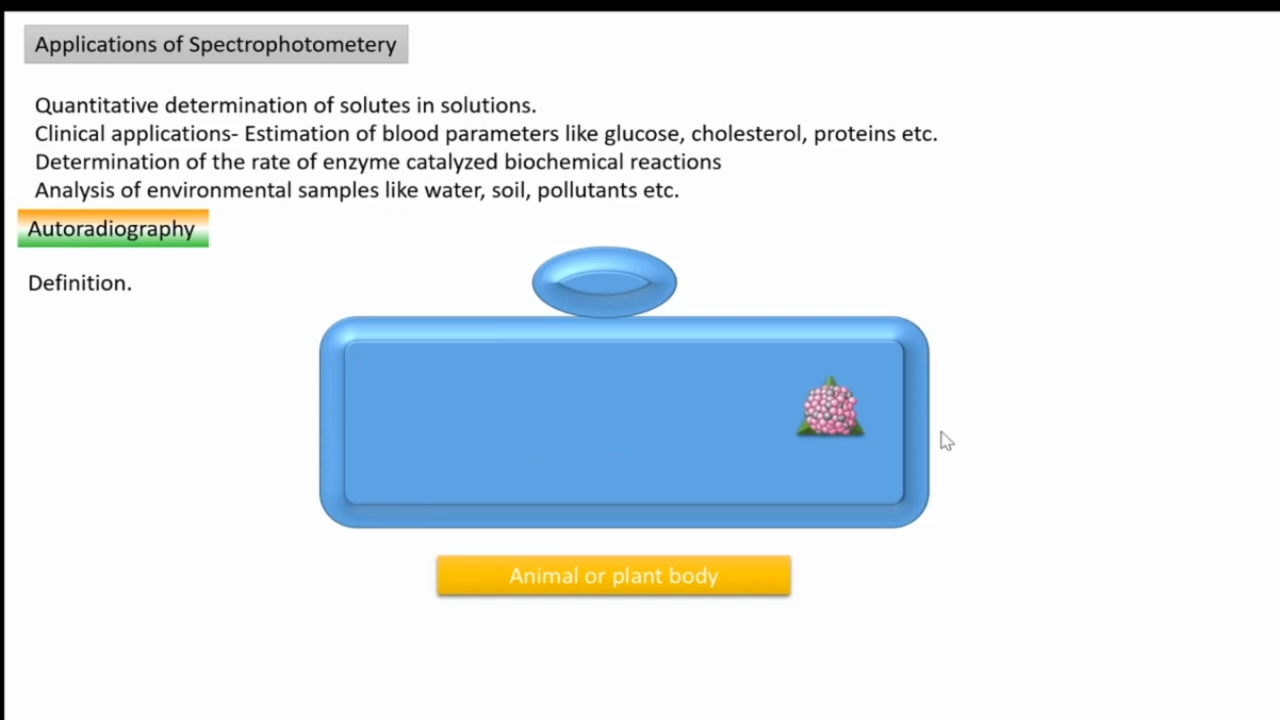 Applications of Spectrophotometery
Quantitative determination of solutes in solutions.
Clinical applications- Estimation of blood parameters like glucose, cholesterol, proteins etc.
Determination of the rate of enzyme catalyzed biochemical reactions
Analysis of environmental samples like water, soil, pollutants etc.
Autoradiography
Definition.
Animal or plant body